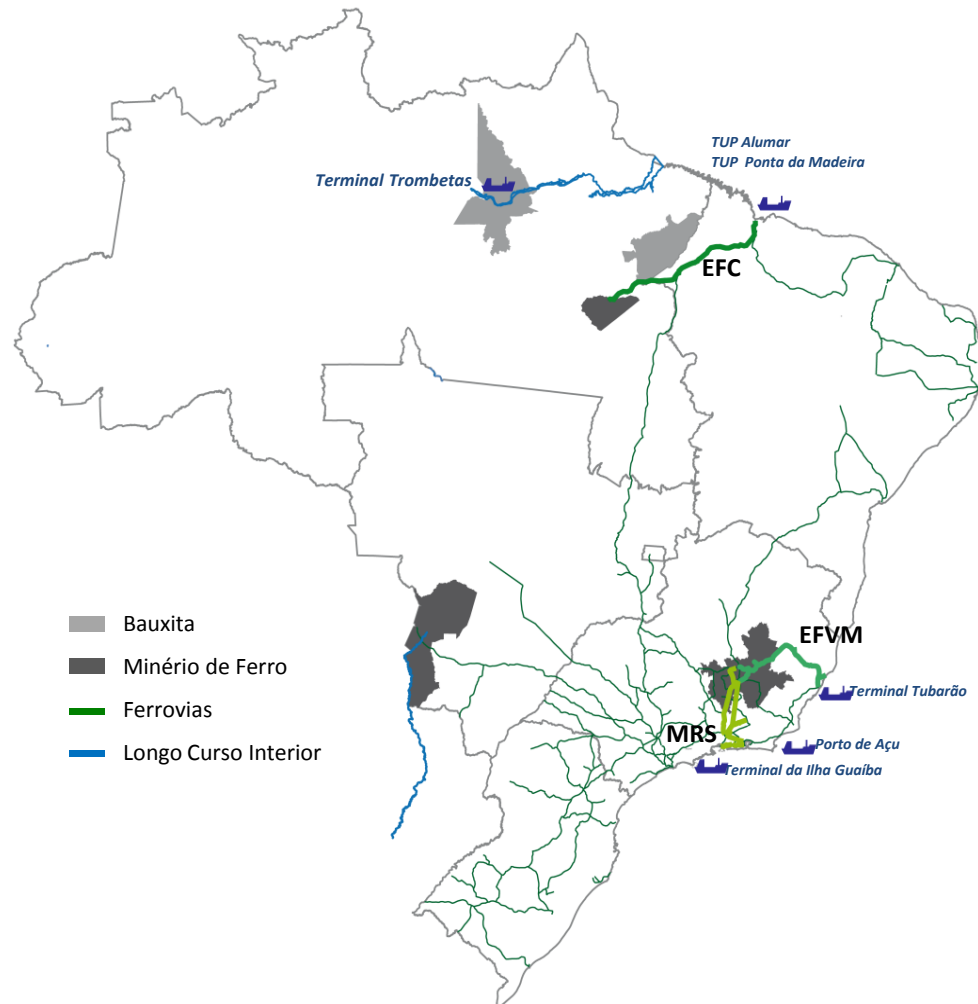 TUP Alumar
TUP Ponta da Madeira
Terminal Trombetas
EFC
Bauxita
Minério de Ferro
Ferrovias
Longo Curso Interior
EFVM
Terminal Tubarão
MRS
Porto de Açu
Terminal da Ilha Guaíba